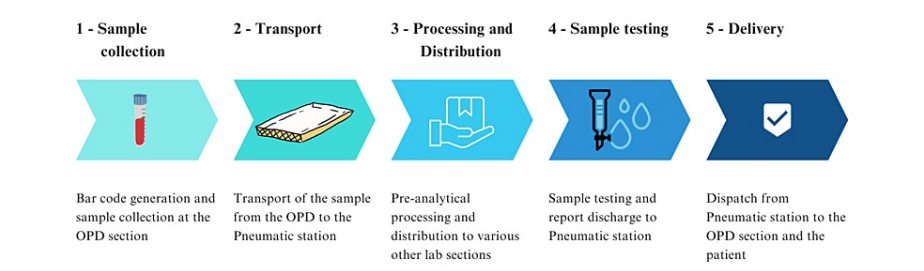 1 - Sample
collection
2 - Transport
3 - Processing and
Distribution
4 - Sample testing
5 - Delivery
Bar code generation and
sample collection at the
OPD section
Transport of the sample
from the OPD to the
Pneumatic station
Pre-analytical
processing and
distribution to various
other lab sections
Sample testing and
report discharge to
Pneumatic station
Dispatch from
Pneumatic station to the
OPD section and the
patient